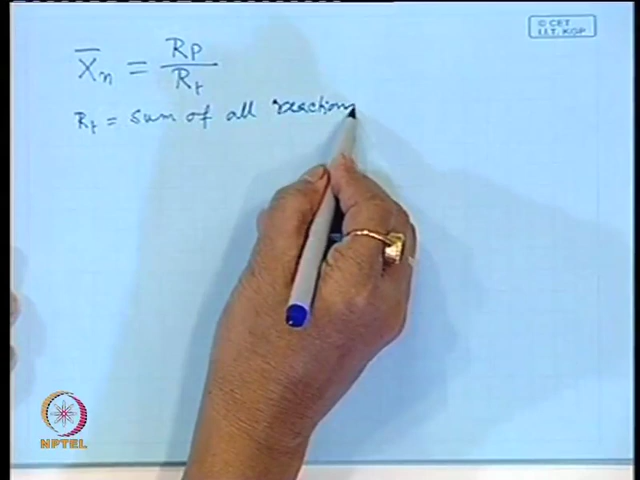 © CET
I.I.T. KGP
X̄n = Rp / Rt
Rt = sum of all reaction
NPTEL